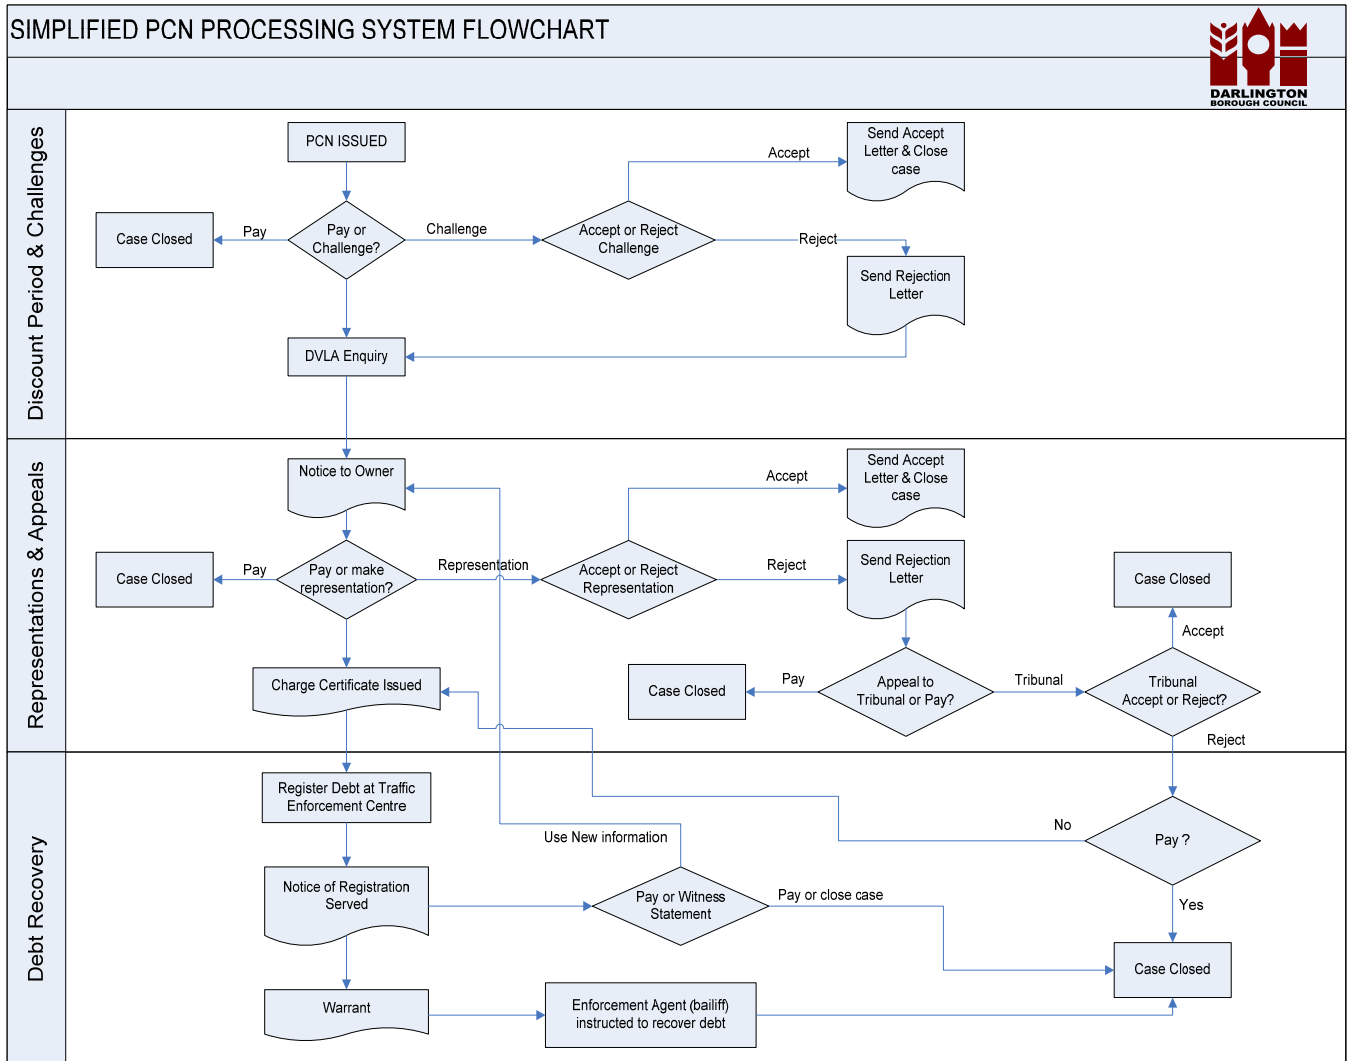 SIMPLIFIED PCN PROCESSING SYSTEM FLOWCHART
DARLINGTON
BOROUGH COUNCIL
Discount Period & Challenges
PCN ISSUED
Send Accept
Letter & Close
case
Accept
Case Closed
Pay
Pay or
Challenge?
Challenge
Accept or Reject
Challenge
Reject
Send Rejection
Letter
DVLA Enquiry
Representations & Appeals
Notice to Owner
Accept
Send Accept
Letter & Close
case
Case Closed
Pay
Pay or make
representation?
Representation
Accept or Reject
Representation
Reject
Send Rejection
Letter
Case Closed
Accept
Charge Certificate Issued
Case Closed
Pay
Appeal to
Tribunal or Pay?
Tribunal
Tribunal
Accept or Reject?
Reject
Debt Recovery
Register Debt at Traffic
Enforcement Centre
Use New information
No
Pay ?
Notice of Registration
Served
Pay or Witness
Statement
Pay or close case
Yes
Case Closed
Warrant
Enforcement Agent (bailiff)
instructed to recover debt